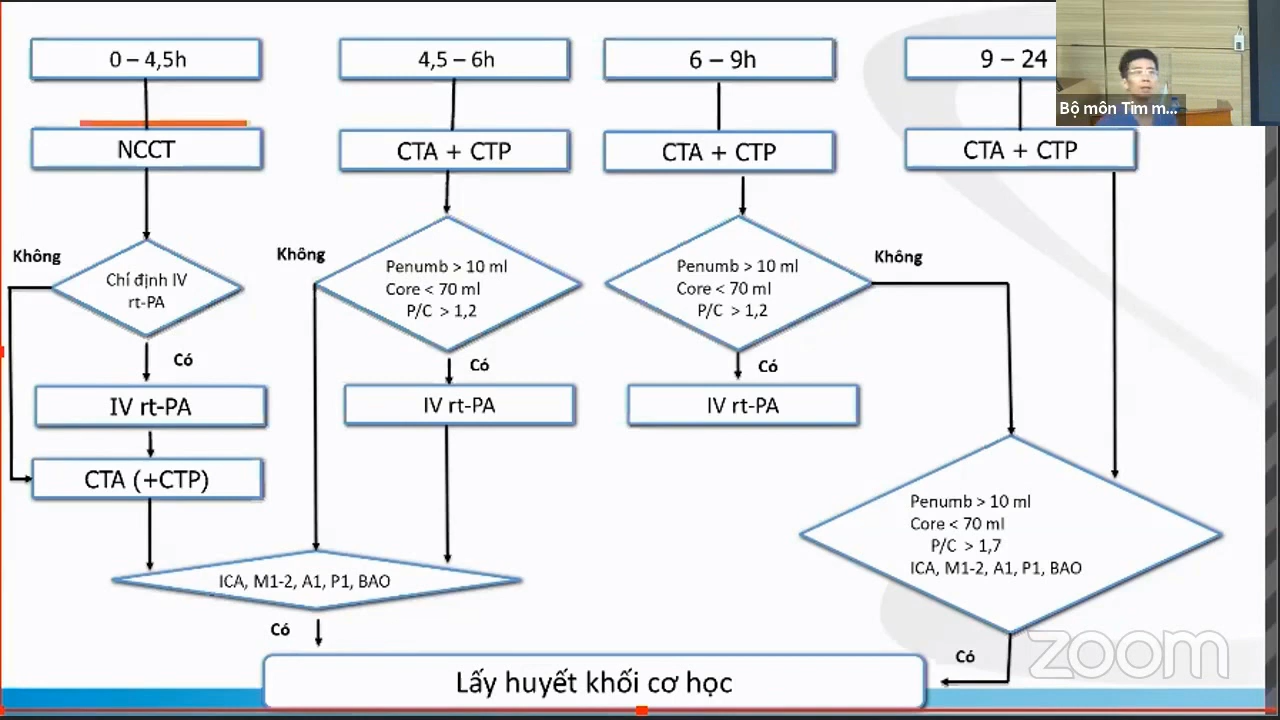 0 – 4,5h
4,5 – 6h
6 – 9h
9 – 24
Bộ môn Tim m...
NCCT
CTA + CTP
CTA + CTP
CTA + CTP
Không
Chỉ định IV
rt-PA
Không
Penumb > 10 ml
Core < 70 ml
P/C > 1,2
Penumb > 10 ml
Core < 70 ml
P/C > 1,2
Không
Có
Có
Có
IV rt-PA
IV rt-PA
IV rt-PA
CTA (+CTP)
Penumb > 10 ml
Core < 70 ml
P/C > 1,7
ICA, M1-2, A1, P1, BAO
ICA, M1-2, A1, P1, BAO
Có
Có
zoom
Lấy huyết khối cơ học